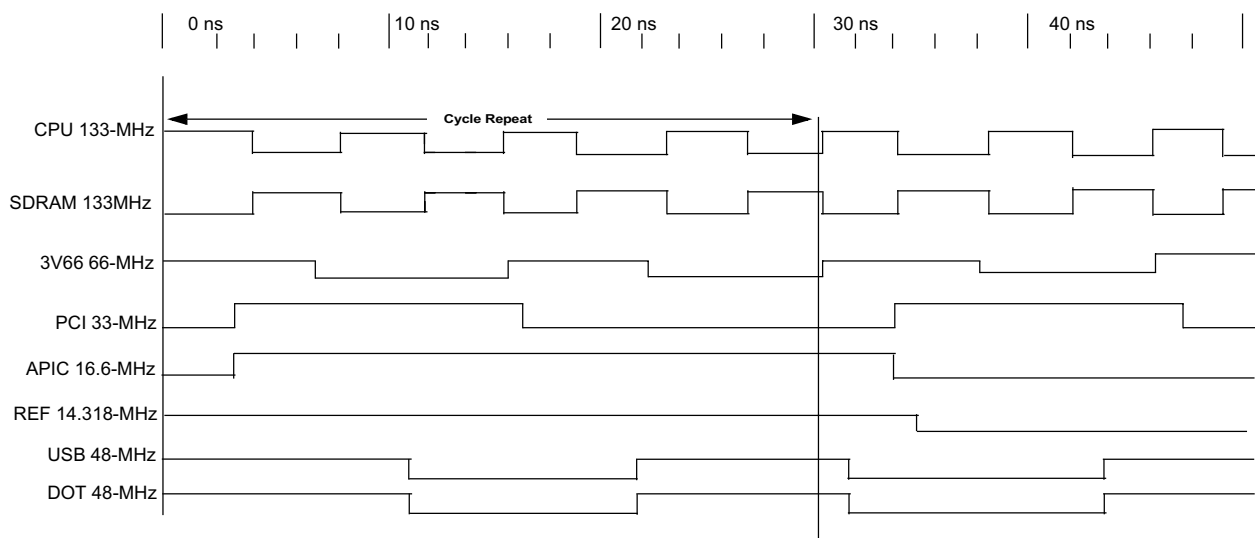 0 ns 10 ns 20 ns 30 ns 40 ns
Cycle Repeat
CPU 133-MHz
SDRAM 133MHz
3V66 66-MHz
PCI 33-MHz
APIC 16.6-MHz
REF 14.318-MHz
USB 48-MHz
DOT 48-MHz